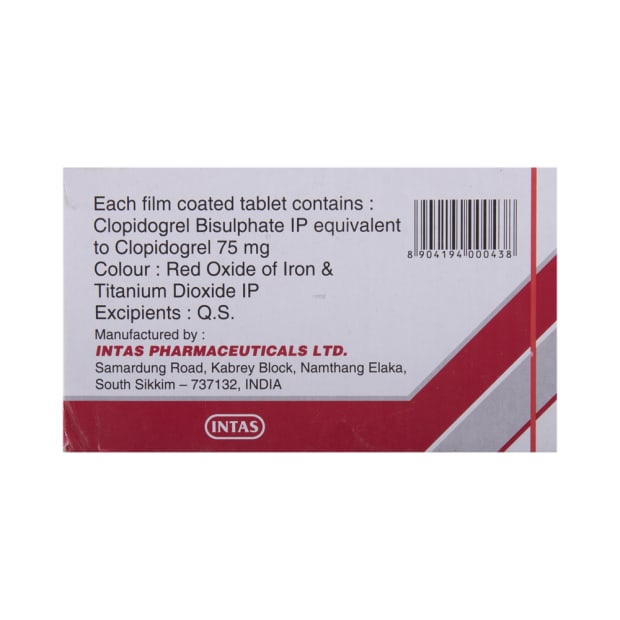 Each film coated tablet contains :
Clopidogrel Bisulphate IP equivalent
to Clopidogrel 75 mg
Colour : Red Oxide of Iron &
Titanium Dioxide IP
Excipients : Q.S.
Manufactured by :
INTAS PHARMACEUTICALS LTD.
Samardung Road, Kabrey Block, Namthang Elaka,
South Sikkim – 737132, INDIA
8 904194 000438
INTAS